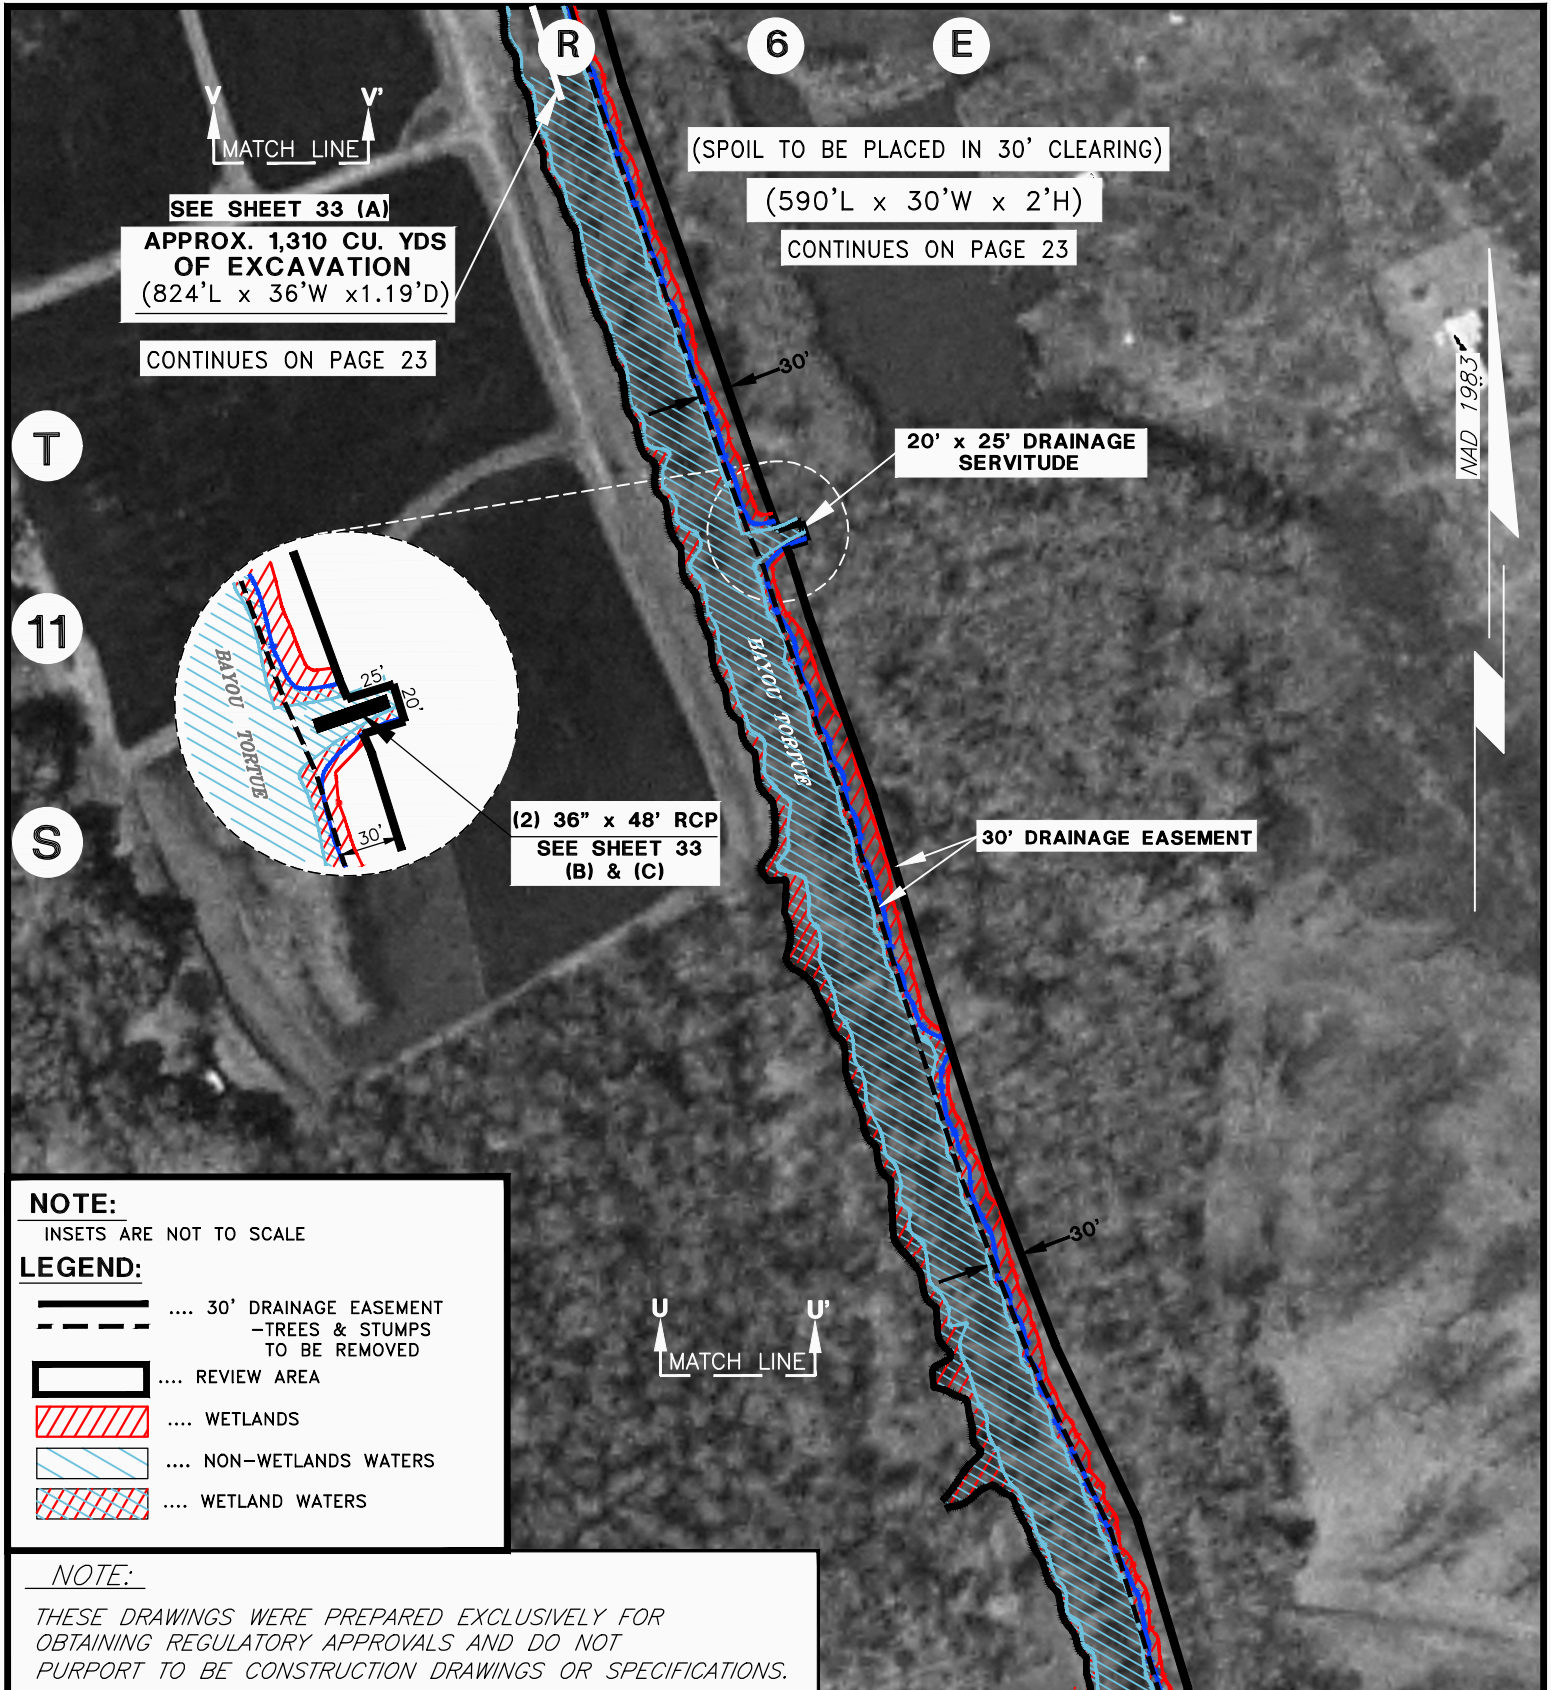 R
6
E
V
V'
MATCH LINE
SEE SHEET 33 (A)
APPROX. 1,310 CU. YDS
OF EXCAVATION
(824'L x 36'W x1.19'D)
CONTINUES ON PAGE 23
(SPOIL TO BE PLACED IN 30' CLEARING)
(590'L x 30'W x 2'H)
CONTINUES ON PAGE 23
30'
NAD 1983
T
20' x 25' DRAINAGE
SERVITUDE
11
BAYOU TORTUE
25'
20'
30'
BAYOU TORTUE
S
(2) 36" x 48' RCP
SEE SHEET 33
(B) & (C)
30' DRAINAGE EASEMENT
30'
U
U'
MATCH LINE
NOTE:
INSETS ARE NOT TO SCALE
LEGEND:
.... 30' DRAINAGE EASEMENT
-TREES & STUMPS
TO BE REMOVED
.... REVIEW AREA
.... WETLANDS
.... NON-WETLANDS WATERS
.... WETLAND WATERS
NOTE:
THESE DRAWINGS WERE PREPARED EXCLUSIVELY FOR
OBTAINING REGULATORY APPROVALS AND DO NOT
PURPORT TO BE CONSTRUCTION DRAWINGS OR SPECIFICATIONS.